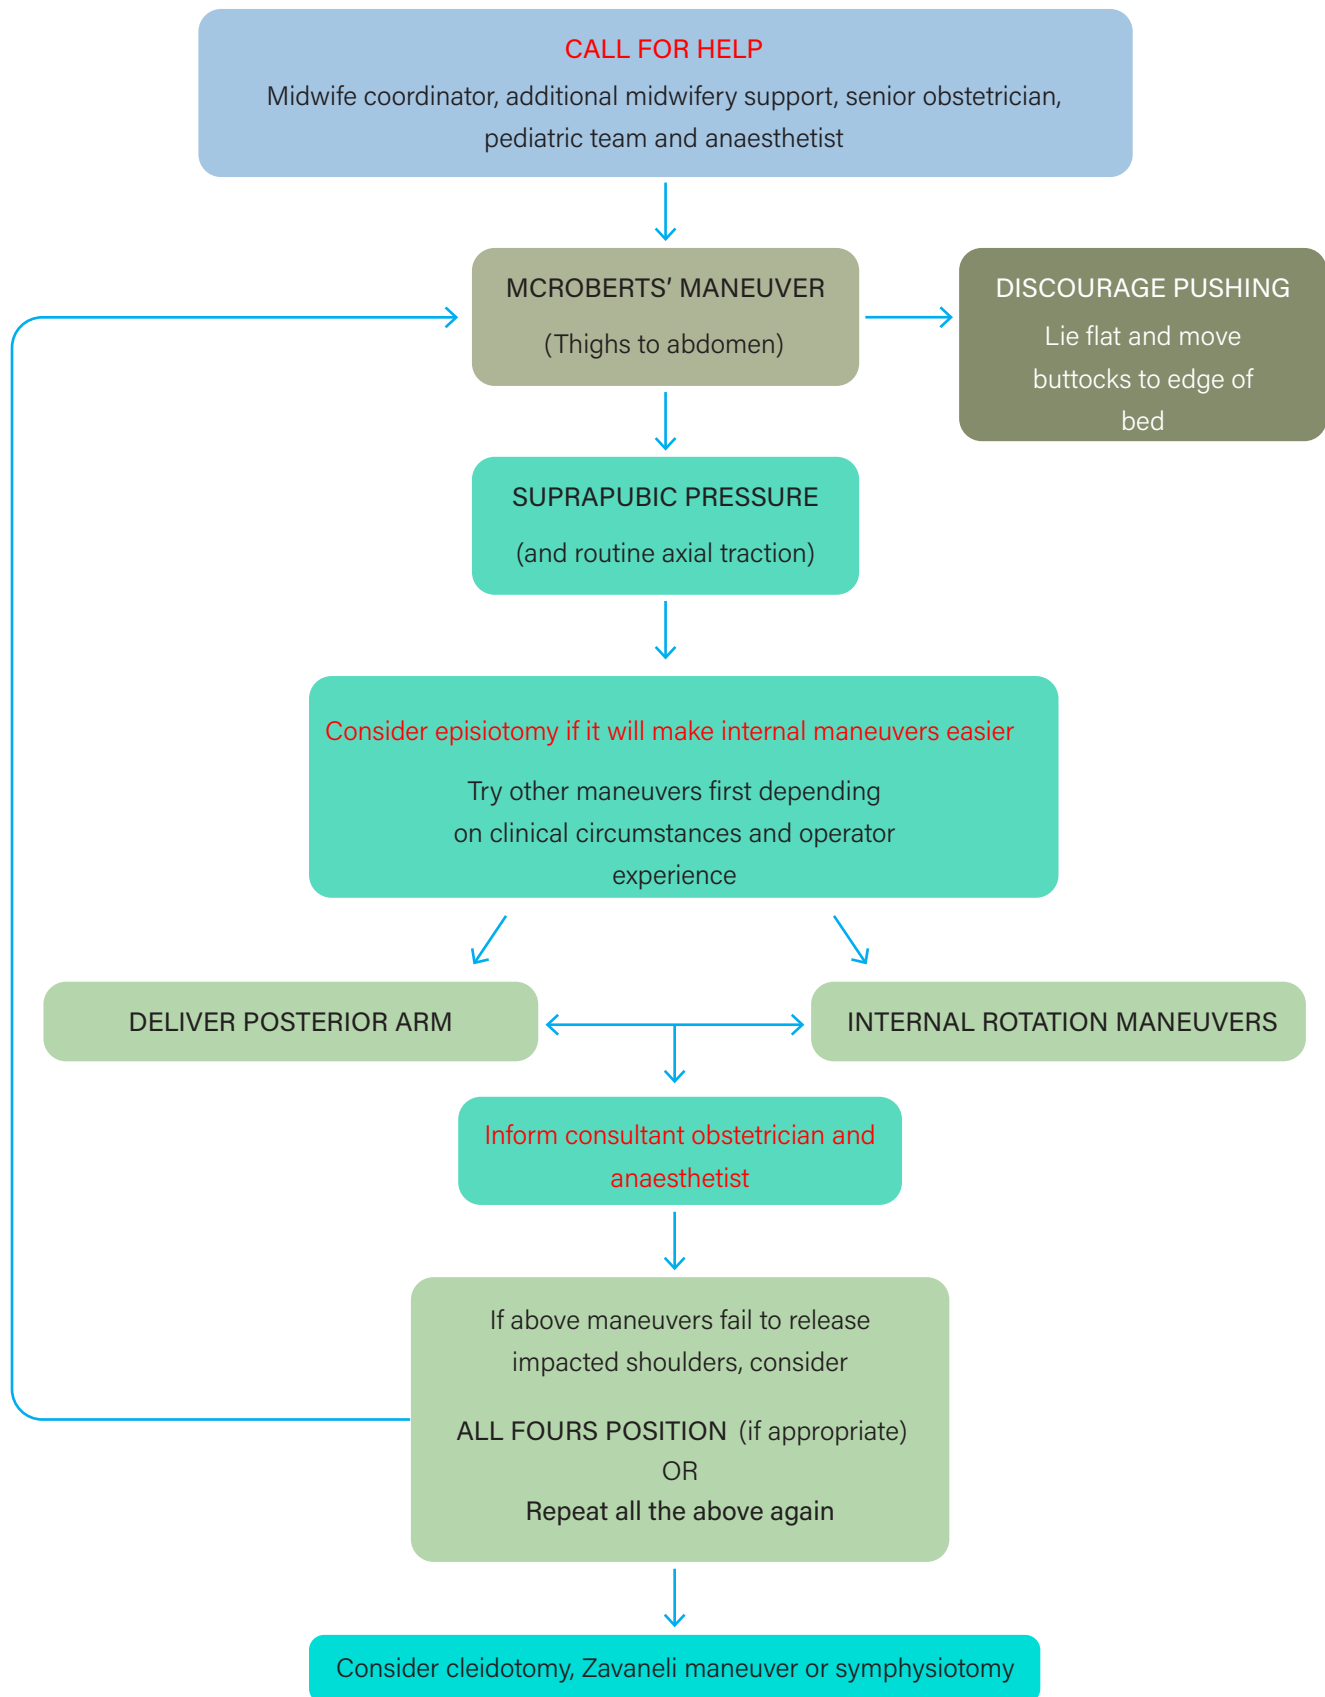 CALL FOR HELP
Midwife coordinator, additional midwifery support, senior obstetrician,
pediatric team and anaesthetist
MCROBERTS’ MANEUVER
(Thighs to abdomen)
DISCOURAGE PUSHING
Lie flat and move
buttocks to edge of
bed
SUPRAPUBIC PRESSURE
(and routine axial traction)
Consider episiotomy if it will make internal maneuvers easier
Try other maneuvers first depending
on clinical circumstances and operator
experience
DELIVER POSTERIOR ARM
INTERNAL ROTATION MANEUVERS
Inform consultant obstetrician and
anaesthetist
If above maneuvers fail to release
impacted shoulders, consider
ALL FOURS POSITION (if appropriate)
OR
Repeat all the above again
Consider cleidotomy, Zavaneli maneuver or symphysiotomy